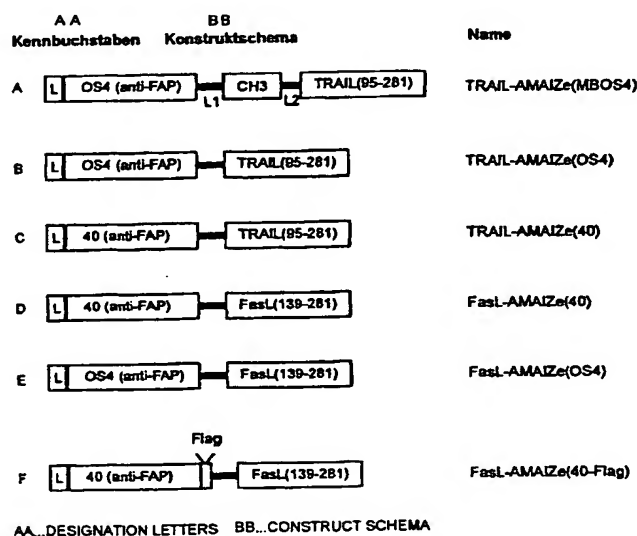 A A
B B
Kennbuchstaben Konstruktschema Name
A L OS4 (anti-FAP) L1 CH3 L2 TRAIL(95-281) TRAIL-AMAIZe(MBOS4)
B L OS4 (anti-FAP) TRAIL(95-281) TRAIL-AMAIZe(OS4)
C L 40 (anti-FAP) TRAIL(95-281) TRAIL-AMAIZe(40)
D L 40 (anti-FAP) FasL(139-281) FasL-AMAIZe(40)
E L OS4 (anti-FAP) FasL(139-281) FasL-AMAIZe(OS4)
Flag
F L 40 (anti-FAP) FasL(139-281) FasL-AMAIZe(40-Flag)
AA...DESIGNATION LETTERS BB...CONSTRUCT SCHEMA